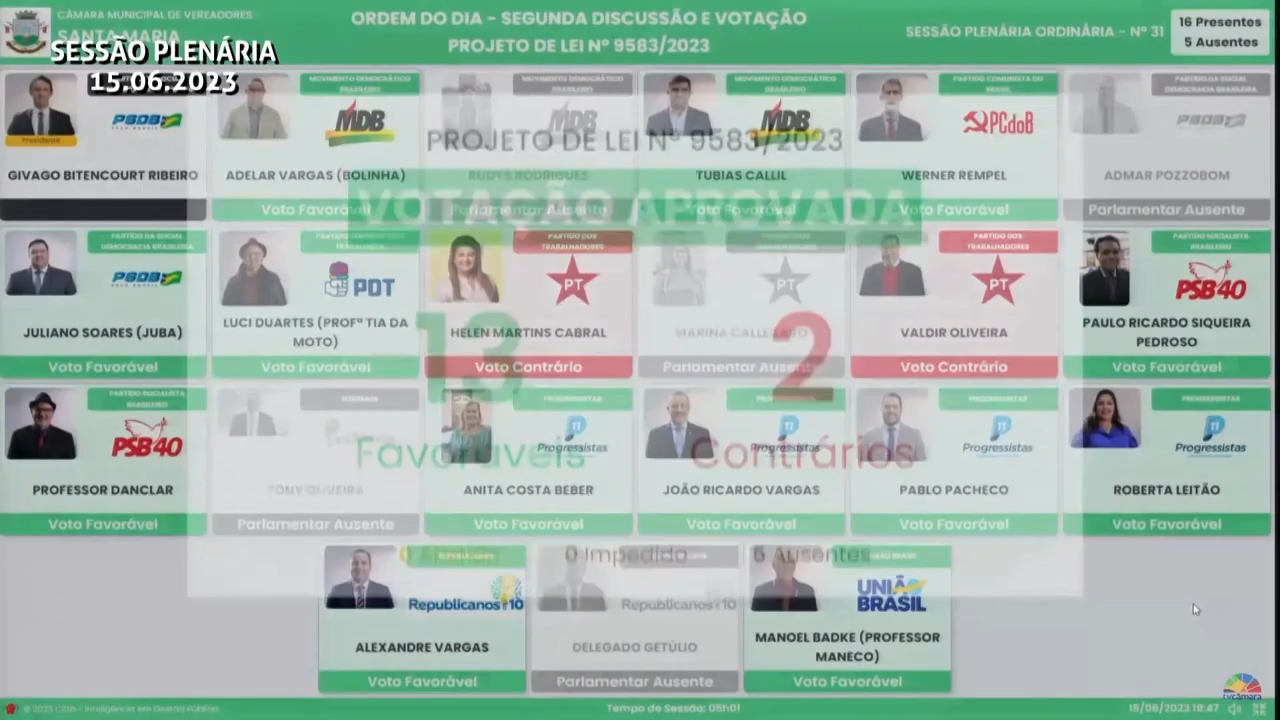 CÂMARA MUNICIPAL DE VEREADORES
SANTA MARIA
SESSÃO PLENÁRIA
15.06.2023
ORDEM DO DIA - SEGUNDA DISCUSSÃO E VOTAÇÃO
PROJETO DE LEI Nº 9583/2023
SESSÃO PLENÁRIA ORDINÁRIA - Nº 31
16 Presentes
5 Ausentes
PROJETO DE LEI Nº 9583/2023
VOTAÇÃO APROVADA
13
Favoráveis
2
Contrários
0 Impedido
5 Ausentes
Presidente
PSDB
GIVAGO BITENCOURT RIBEIRO
MOVIMENTO DEMOCRÁTICO
BRASILEIRO
MDB
ADELAR VARGAS (BOLINHA)
Voto Favorável
MOVIMENTO DEMOCRÁTICO
BRASILEIRO
MDB
RUDYS RODRIGUES
Parlamentar Ausente
MOVIMENTO DEMOCRÁTICO
BRASILEIRO
MDB
TUBIAS CALLIL
Voto Favorável
PARTIDO COMUNISTA DO
BRASIL
PCdoB
WERNER REMPEL
Voto Favorável
PARTIDO DA SOCIAL
DEMOCRACIA BRASILEIRA
PSDB
ADMAR POZZOBOM
Parlamentar Ausente
PARTIDO DA SOCIAL
DEMOCRACIA BRASILEIRA
PSDB
JULIANO SOARES (JUBA)
Voto Favorável
PDT
LUCI DUARTES (PROFª TIA DA
MOTO)
Voto Favorável
PARTIDO DOS
TRABALHADORES
PT
HELEN MARTINS CABRAL
Voto Contrário
PT
MARINA CALLEGARO
Parlamentar Ausente
PARTIDO DOS
TRABALHADORES
PT
VALDIR OLIVEIRA
Voto Contrário
PARTIDO SOCIALISTA
BRASILEIRO
PSB40
PAULO RICARDO SIQUEIRA
PEDROSO
Voto Favorável
PARTIDO SOCIALISTA
BRASILEIRO
PSB40
PROFESSOR DANCLAR
Voto Favorável
TONY OLIVEIRA
Parlamentar Ausente
PROGRESSISTAS
Progressistas
ANITA COSTA BEBER
Voto Favorável
Progressistas
JOÃO RICARDO VARGAS
Voto Favorável
PROGRESSISTAS
Progressistas
PABLO PACHECO
Voto Favorável
PROGRESSISTAS
Progressistas
ROBERTA LEITÃO
Voto Favorável
REPUBLICANOS
Republicanos 10
ALEXANDRE VARGAS
Voto Favorável
Republicanos 10
DELEGADO GETÚLIO
Parlamentar Ausente
UNIÃO BRASIL
UNIÃO
BRASIL
MANOEL BADKE (PROFESSOR
MANECO)
Voto Favorável
Tempo de Sessão: 05h01
15/06/2023 19:47
tvcâmara